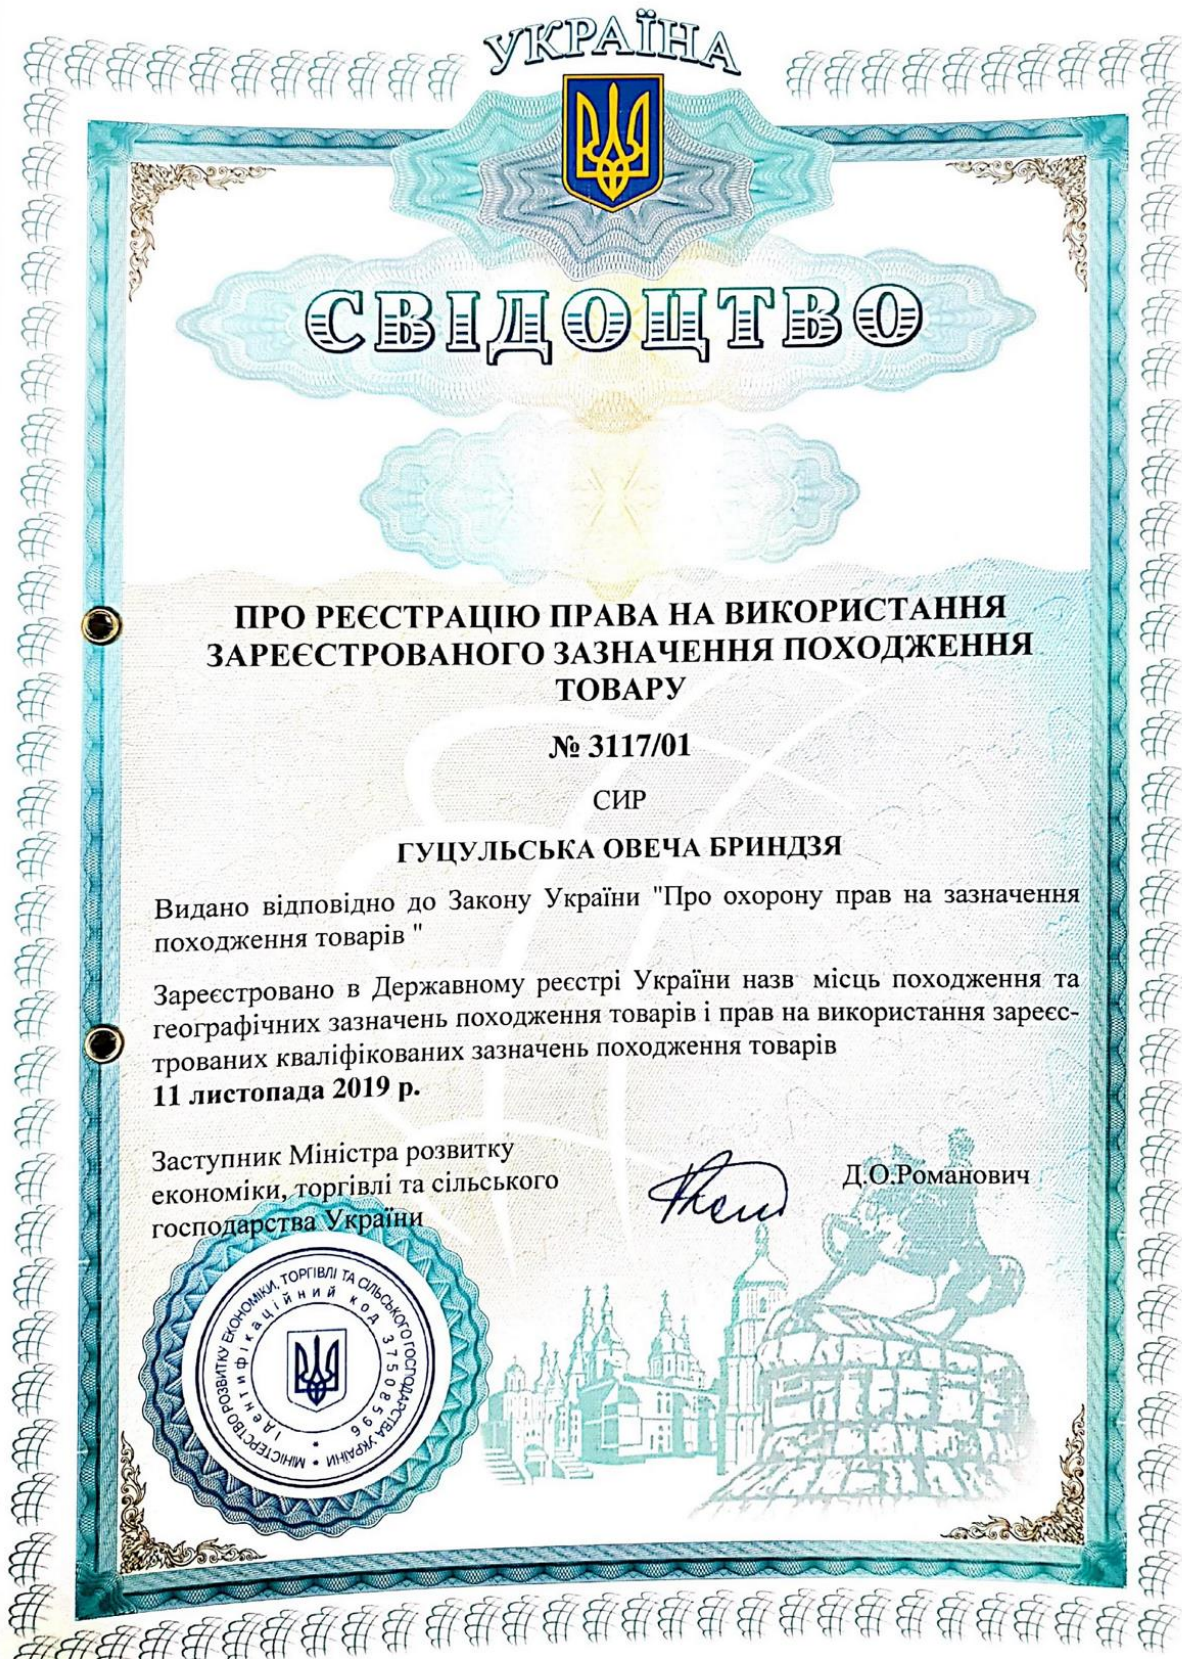 УКРАЇНА
СВІДОЦТВО
ПРО РЕЄСТРАЦІЮ ПРАВА НА ВИКОРИСТАННЯ
ЗАРЕЄСТРОВАНОГО ЗАЗНАЧЕННЯ ПОХОДЖЕННЯ
ТОВАРУ
№ 3117/01
СИР
ГУЦУЛЬСЬКА ОВЕЧА БРИНДЗЯ
Видано відповідно до Закону України "Про охорону прав на зазначення
походження товарів "
Зареєстровано в Державному реєстрі України назв місць походження та
географічних зазначень походження товарів і прав на використання зареєс-
трованих кваліфікованих зазначень походження товарів
11 листопада 2019 р.
Заступник Міністра розвитку
економіки, торгівлі та сільського
господарства України
Д.О.Романович
МІНІСТЕРСТВО РОЗВИТКУ ЕКОНОМІКИ, ТОРГІВЛІ ТА СІЛЬСЬКОГО ГОСПОДАРСТВА УКРАЇНИ •
Ідентифікаційний код 37508596 •